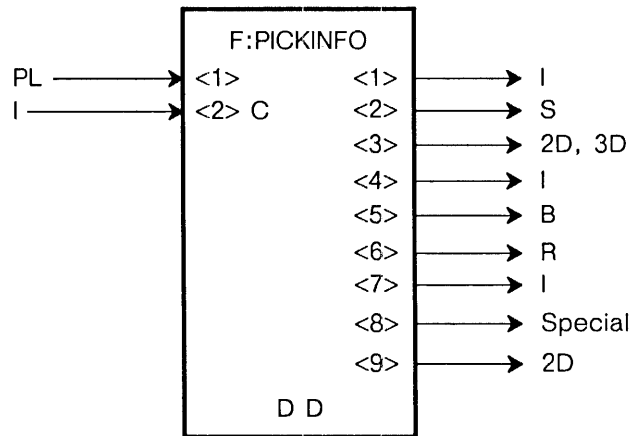 F:PICKINFO
PL <1> <1> I
I <2> C <2> S
<3> 2D, 3D
<4> I
<5> B
<6> R
<7> I
<8> Special
<9> 2D
D D